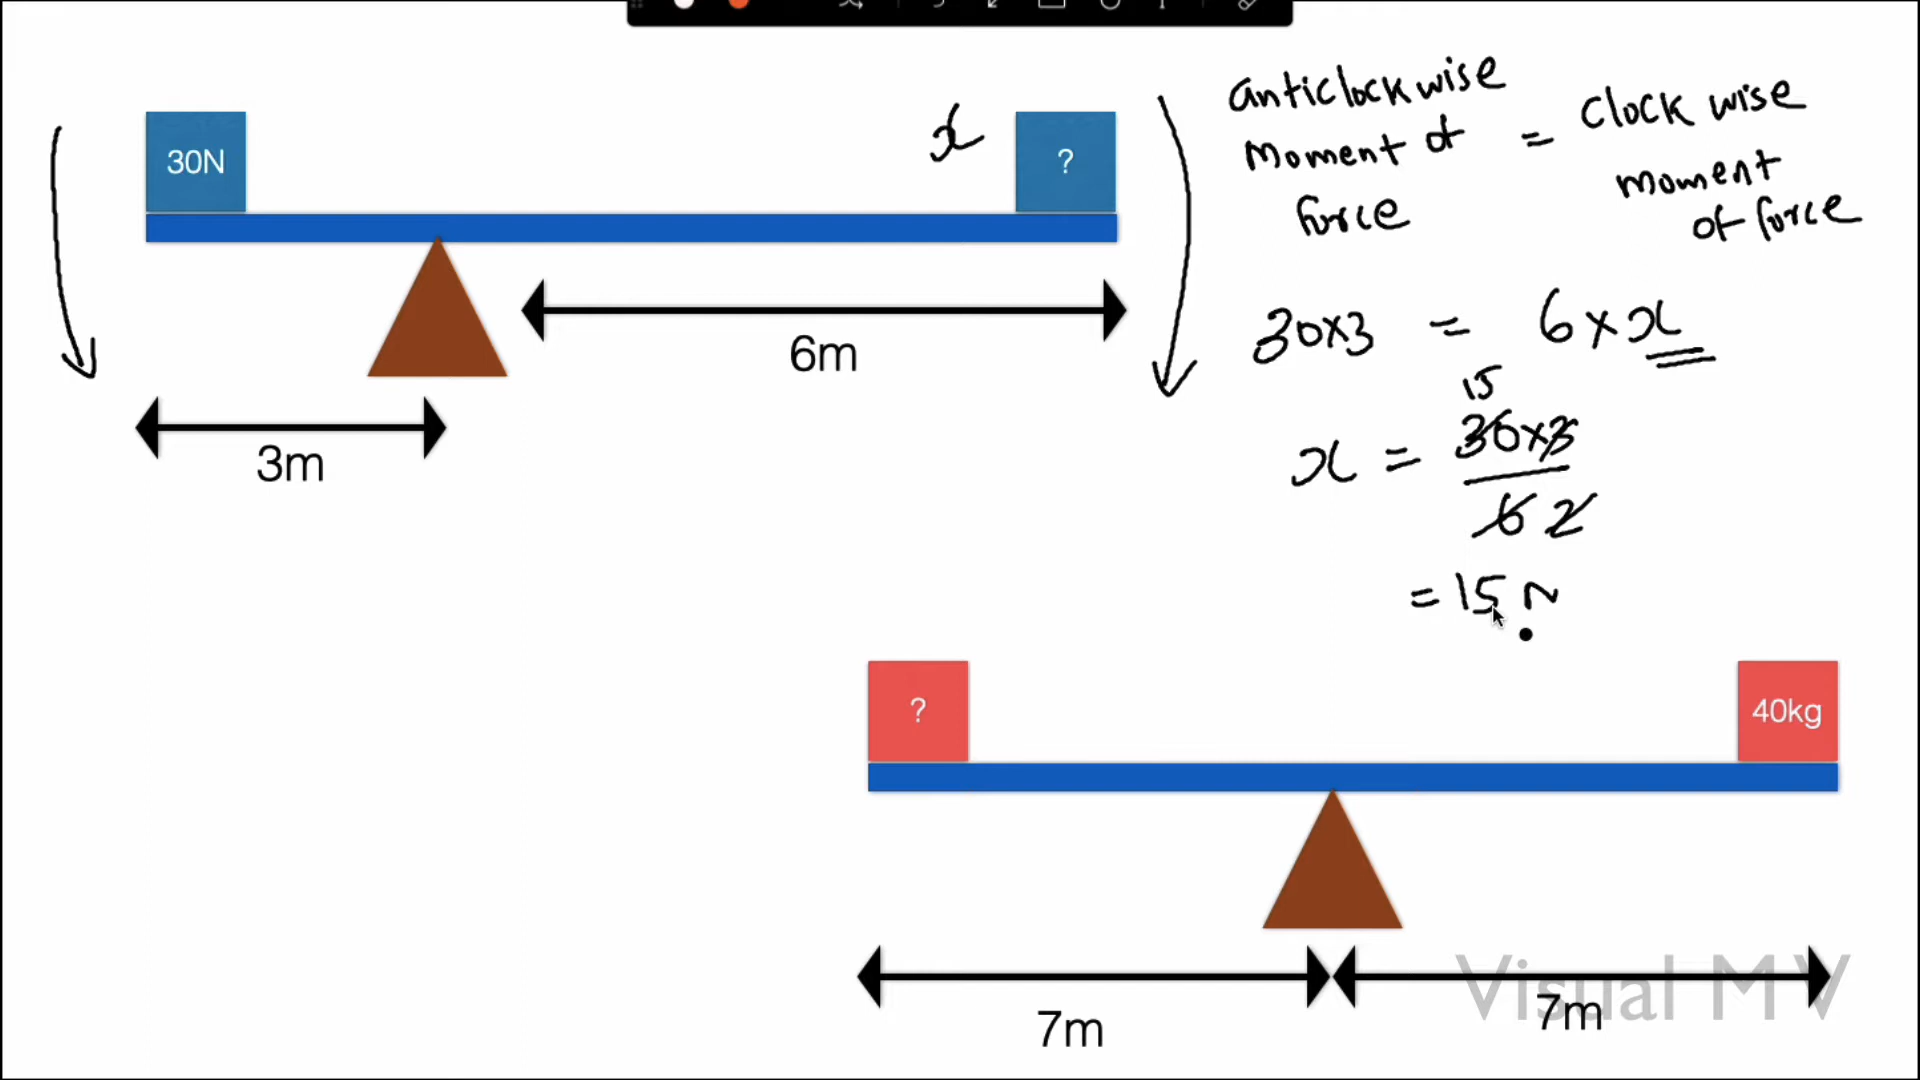 30N
x
?
6m
3m
anticlockwise
moment of
force
=
clock wise
moment
of force
30x3 = 6xx
15
x = 30x3
6 2
= 15 N
?
40kg
7m
7m
Visual MV